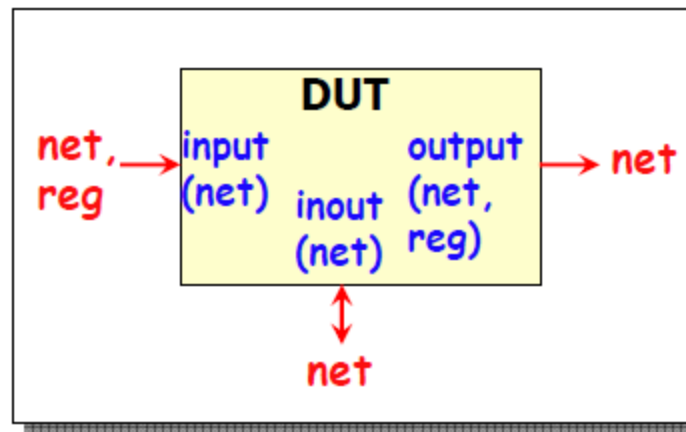 DUT
net,
reg
input
(net)
inout
(net)
output
(net,
reg)
net
net